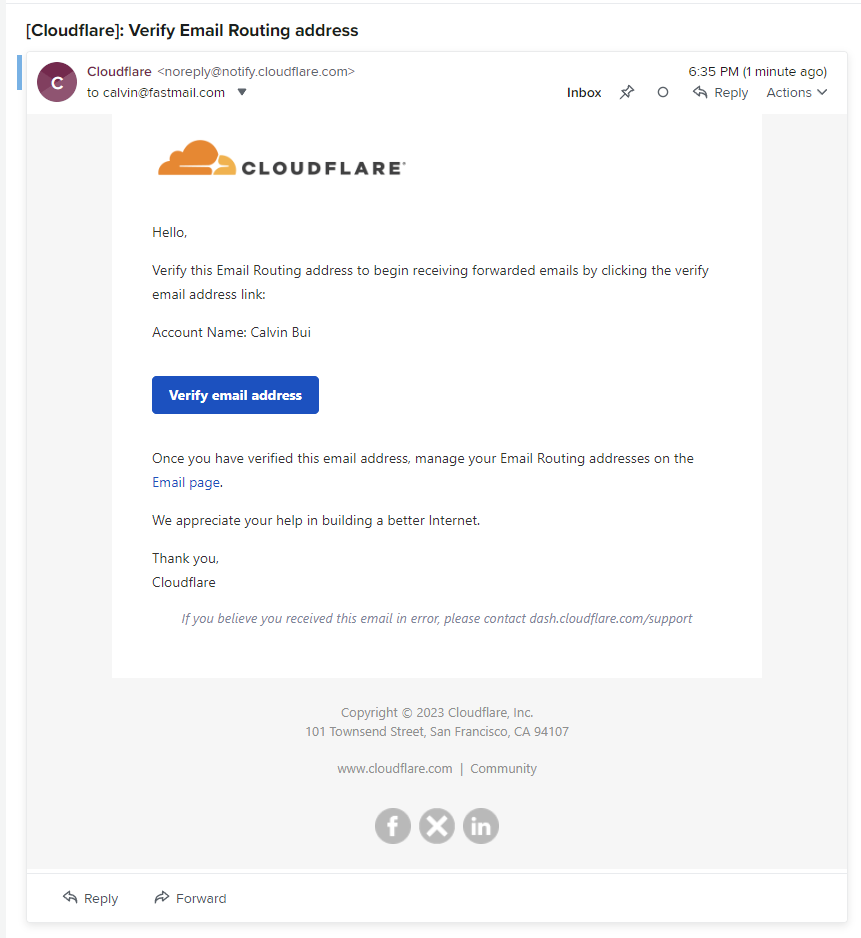 [Cloudflare]: Verify Email Routing address
C
Cloudflare <noreply@notify.cloudflare.com>
6:35 PM (1 minute ago)
to calvin@fastmail.com
Inbox
Reply
Actions
CLOUDFLARE
Hello,
Verify this Email Routing address to begin receiving forwarded emails by clicking the verify
email address link:
Account Name: Calvin Bui
Verify email address
Once you have verified this email address, manage your Email Routing addresses on the
Email page.
We appreciate your help in building a better Internet.
Thank you,
Cloudflare
If you believe you received this email in error, please contact dash.cloudflare.com/support
Copyright © 2023 Cloudflare, Inc.
101 Townsend Street, San Francisco, CA 94107
www.cloudflare.com | Community
f X in
Reply
Forward